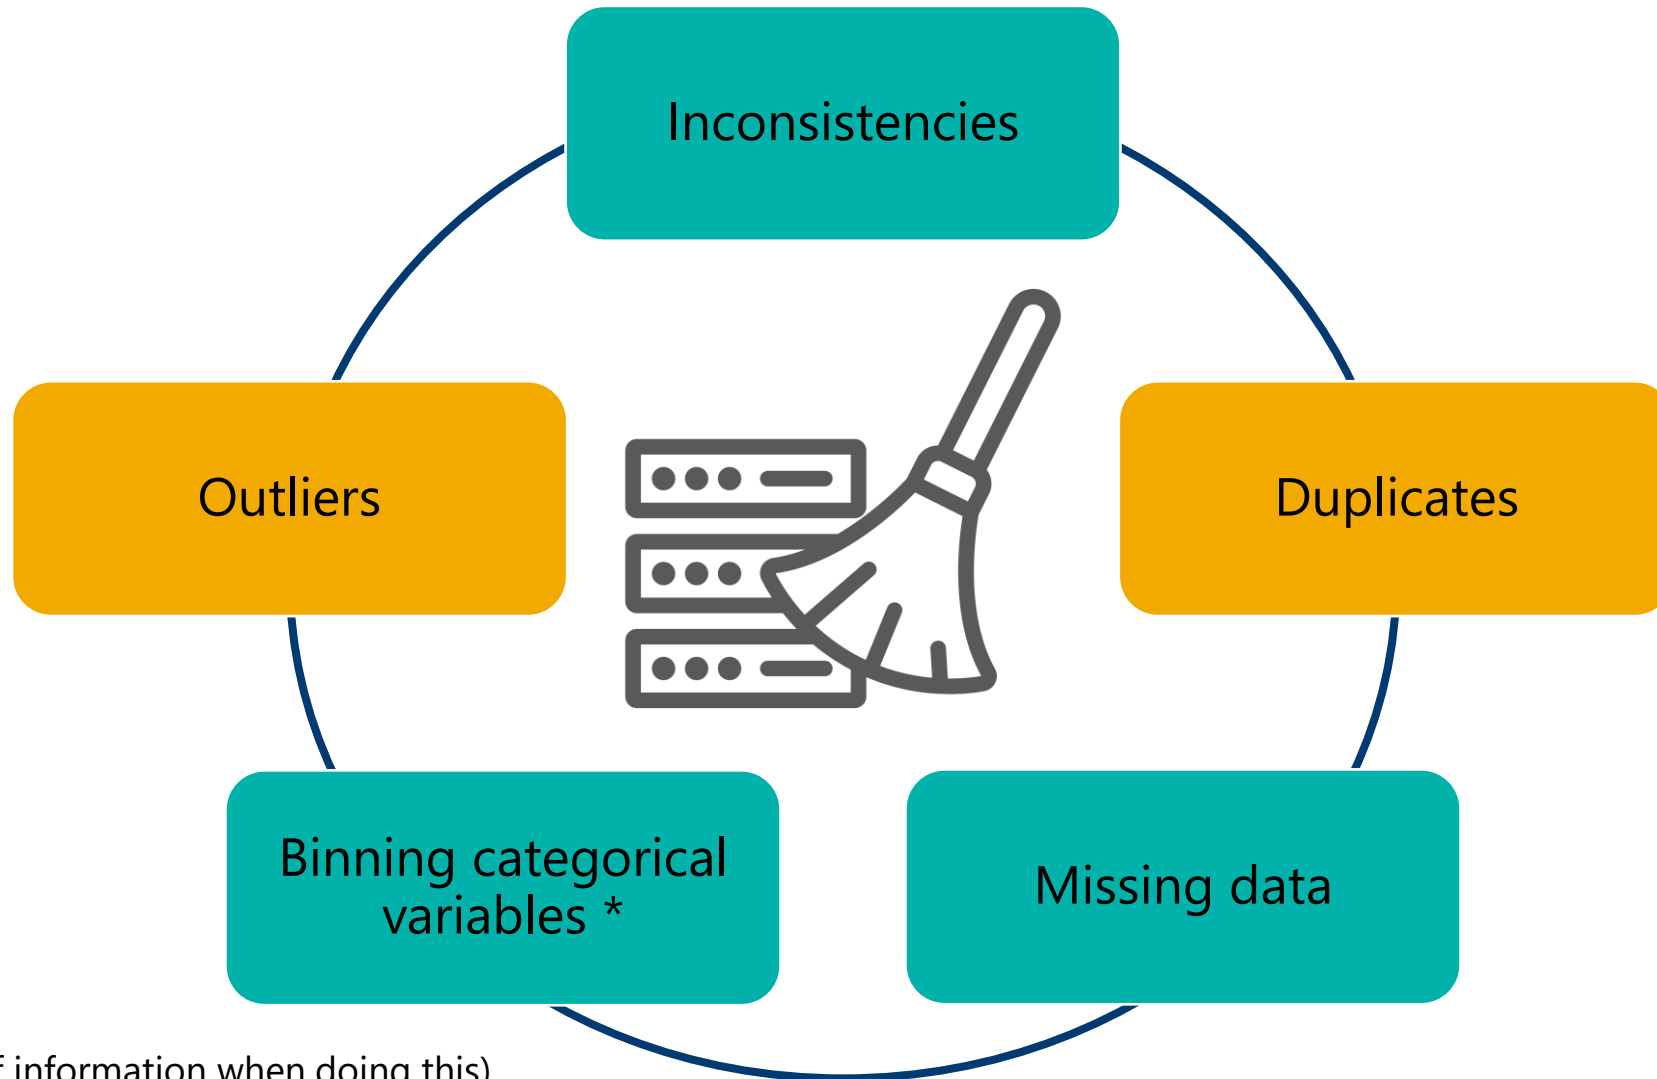 Inconsistencies
Outliers
Duplicates
Binning categorical
variables *
Missing data
information when doing this)